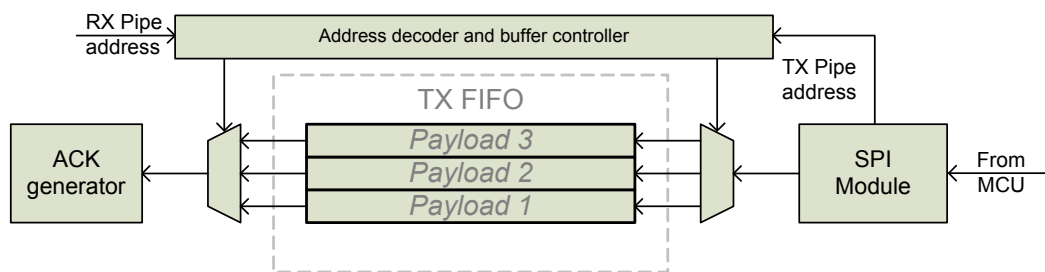 RX Pipe
address
Address decoder and buffer controller
TX Pipe
address
TX FIFO
ACK
generator
Payload 3
Payload 2
Payload 1
SPI
Module
From
MCU